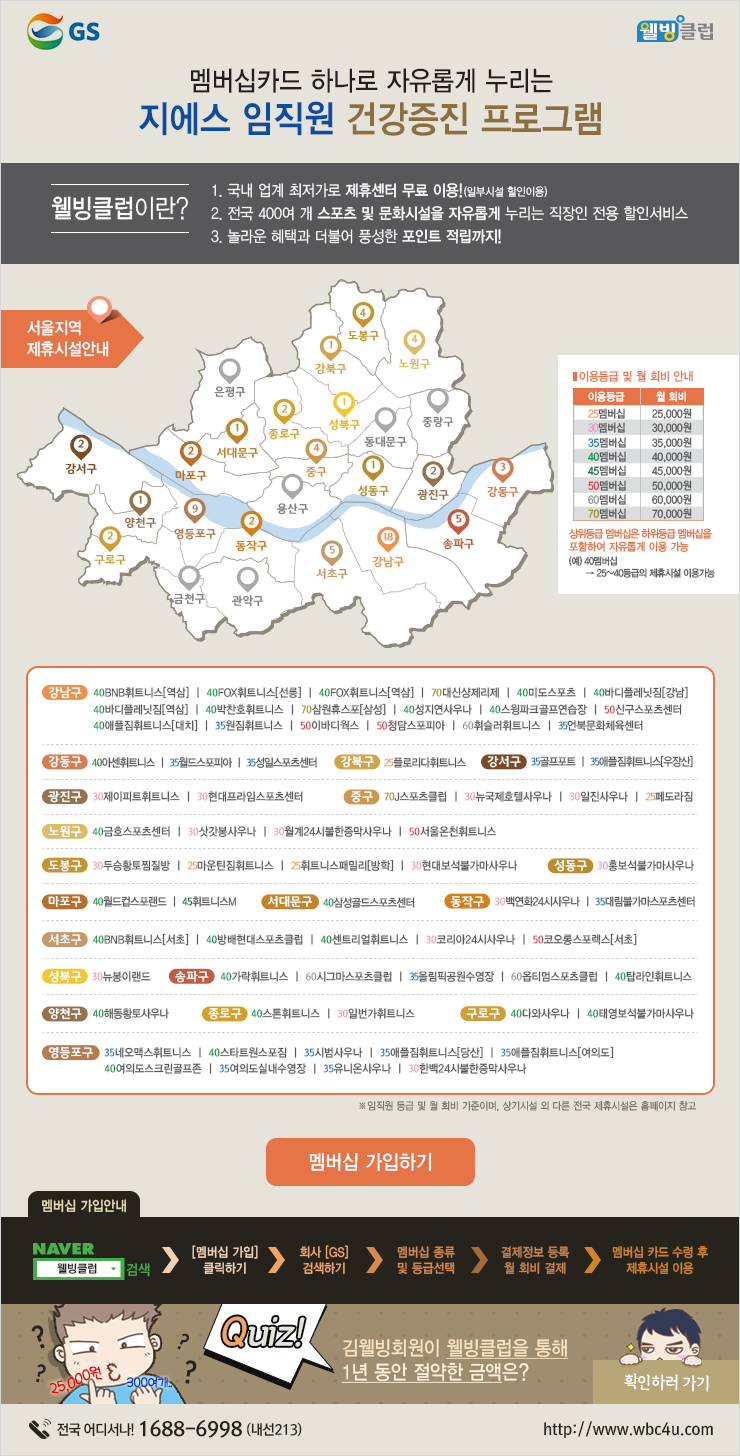 GS
웰빙클럽
멤버십카드 하나로 자유롭게 누리는
지에스 임직원 건강증진 프로그램
웰빙클럽이란?
1. 국내 업계 최저가로 제휴센터 무료 이용!(일부시설 할인이용)
2. 전국 400여 개 스포츠 및 문화시설을 자유롭게 누리는 직장인 전용 할인서비스
3. 놀라운 혜택과 더불어 풍성한 포인트 적립까지!
서울지역
제휴시설안내
4
도봉구
1
강북구
4
노원구
은평구
2
종로구
1
성북구
중랑구
동대문구
1
서대문구
2
강서구
2
마포구
4
중구
1
성동구
2
광진구
3
강동구
1
양천구
9
영등포구
용산구
2
동작구
5
송파구
2
구로구
5
서초구
18
강남구
금천구
관악구
이용등급 및 월 회비 안내
이용등급 월 회비
25멤버십 25,000원
30멤버십 30,000원
35멤버십 35,000원
40멤버십 40,000원
45멤버십 45,000원
50멤버십 50,000원
60멤버십 60,000원
70멤버십 70,000원
상위등급 멤버십은 하위등급 멤버십을
포함하여 자유롭게 이용 가능
(예) 40멤버십
→ 25~40등급의 제휴시설 이용가능
강남구 40BNB휘트니스[역삼] | 40FOX휘트니스[선릉] | 40FOX휘트니스[역삼] | 70대신상제리제 | 40미도스포츠 | 40바디플레닛짐[강남]
40바디플레닛짐[역삼] | 40박찬호휘트니스 | 70삼원휴스포[삼성] | 40성지연사우나 | 40스윙파크골프연습장 | 50신구스포츠센터
40애플짐휘트니스[대치] | 35원짐휘트니스 | 50이바디웍스 | 50청담스포피아 | 60휘슬러휘트니스 | 35언북문화체육센터
강동구 40아센휘트니스 | 35월드스포피아 | 35성일스포츠센터 강북구 25플로리다휘트니스 강서구 35골프포트 | 35애플짐휘트니스[우장산]
광진구 30제이피트휘트니스 | 30현대프라임스포츠센터 중구 70J스포츠클럽 | 30뉴국제호텔사우나 | 30일진사우나 | 25페도라짐
노원구 40금호스포츠센터 | 30삿갓봉사우나 | 30월계24시불한증막사우나 | 50서울온천휘트니스
도봉구 30두승황토찜질방 | 25마운틴짐휘트니스 | 25휘트니스패밀리[방학] | 30현대보석불가마사우나 성동구 30홍보석불가마사우나
마포구 40월드컵스포랜드 | 45휘트니스M 서대문구 40삼성골드스포츠센터 동작구 30백연화24시사우나 | 35대림불가마스포츠센터
서초구 40BNB휘트니스[서초] | 40방배현대스포츠클럽 | 40센트리얼휘트니스 | 30코리아24시사우나 | 50코오롱스포렉스[서초]
성북구 30뉴봉이랜드 송파구 40가락휘트니스 | 60시그마스포츠클럽 | 35올림픽공원수영장 | 60옵티멈스포츠클럽 | 40탑라인휘트니스
양천구 40해동황토사우나 종로구 40스톤휘트니스 | 30일번가휘트니스 구로구 40디와사우나 | 40태영보석불가마사우나
영등포구 35네오맥스휘트니스 | 40스타트원스포짐 | 35시범사우나 | 35애플짐휘트니스[당산] | 35애플짐휘트니스[여의도]
40여의도스크린골프존 | 35여의도실내수영장 | 35유니온사우나 | 30한백24시불한증막사우나
※임직원 등급 및 월 회비 기준이며, 상기시설 외 다른 전국 제휴시설은 홈페이지 참고
멤버십 가입하기
멤버십 가입안내
NAVER
웰빙클럽 검색
[멤버십 가입]
클릭하기
회사 [GS]
검색하기
멤버십 종류
및 등급선택
결제정보 등록
월 회비 결제
멤버십 카드 수령 후
제휴시설 이용
? ? ? ?
25,000원
300여개..
Quiz!
김웰빙회원이 웰빙클럽을 통해
1년 동안 절약한 금액은?
확인하러 가기
전국 어디서나! 1688-6998 (내선213)
http://www.wbc4u.com